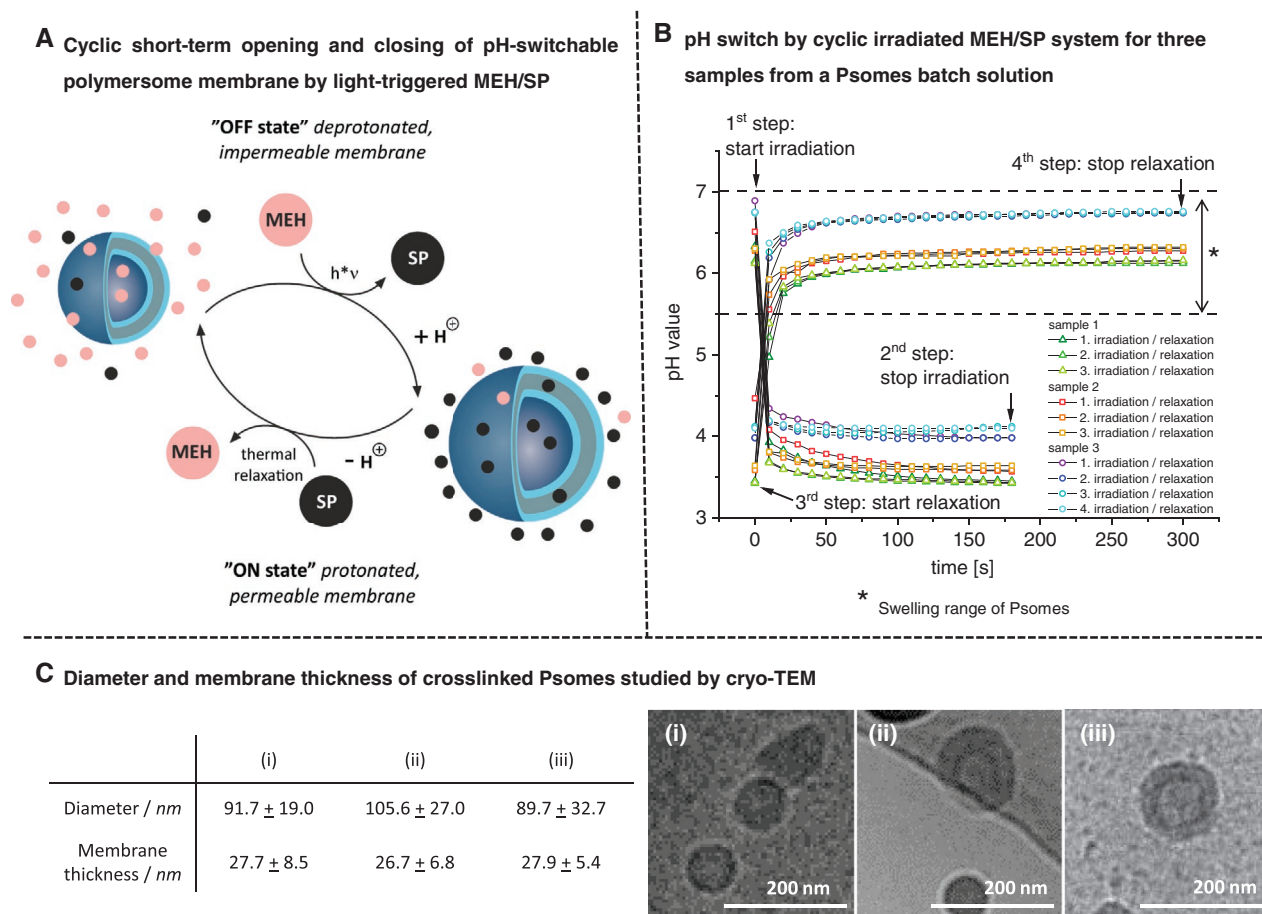 A Cyclic short-term opening and closing of pH-switchable
polymersome membrane by light-triggered MEH/SP
"OFF state" deprotonated,
impermeable membrane
MEH
SP
h*ν
+ H⊕
MEH
thermal
relaxation
- H⊕
SP
"ON state" protonated,
permeable membrane
B pH switch by cyclic irradiated MEH/SP system for three
samples from a Psomes batch solution
1st step:
start irradiation
4th step: stop relaxation
7
6
5
4
3
pH value
*
2nd step:
stop irradiation
3rd step: start relaxation
sample 1
1. irradiation / relaxation
2. irradiation / relaxation
3. irradiation / relaxation
sample 2
1. irradiation / relaxation
2. irradiation / relaxation
3. irradiation / relaxation
sample 3
1. irradiation / relaxation
2. irradiation / relaxation
3. irradiation / relaxation
4. irradiation / relaxation
0 50 100 150 200 250 300
time [s]
* Swelling range of Psomes
C Diameter and membrane thickness of crosslinked Psomes studied by cryo-TEM
(i) (ii) (iii)
Diameter / nm 91.7 ± 19.0 105.6 ± 27.0 89.7 ± 32.7
Membrane
thickness / nm 27.7 ± 8.5 26.7 ± 6.8 27.9 ± 5.4
(i) (ii) (iii)
200 nm 200 nm 200 nm